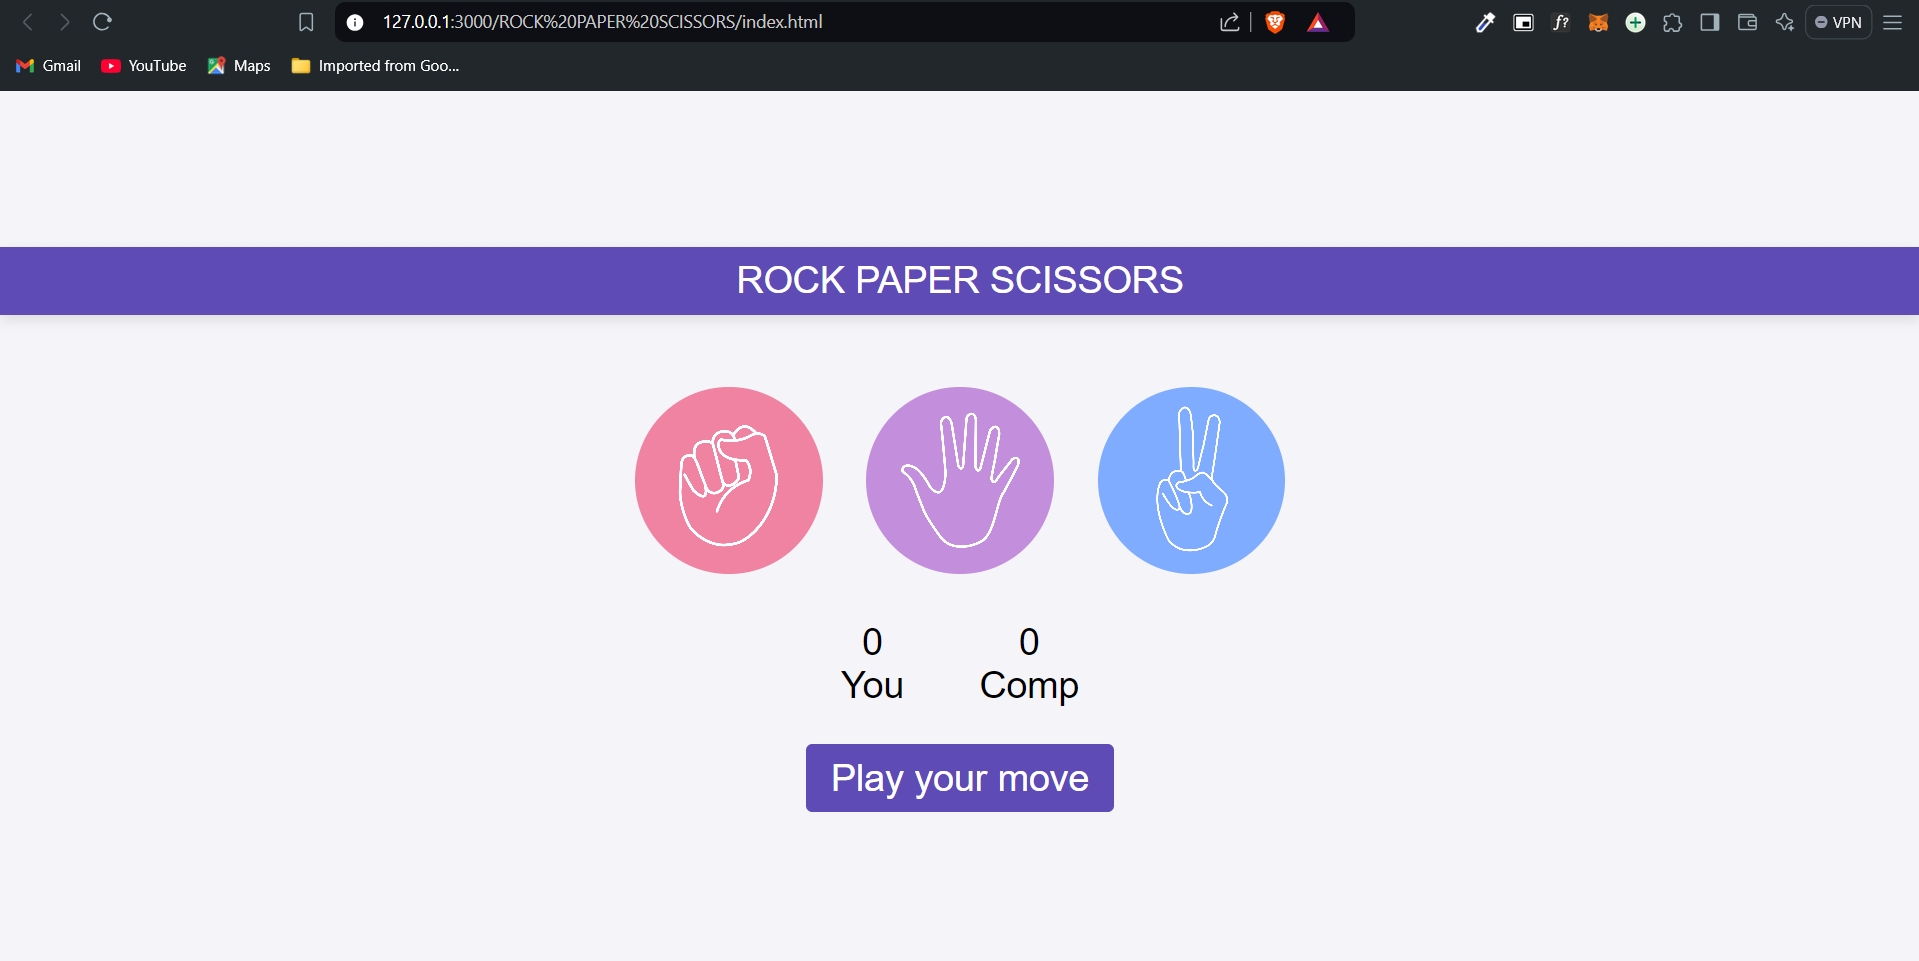 127.0.0.1:3000/ROCK%20PAPER%20SCISSORS/index.html
f?
VPN
Gmail
YouTube
Maps
Imported from Goo...
ROCK PAPER SCISSORS
0
0
You
Comp
Play your move